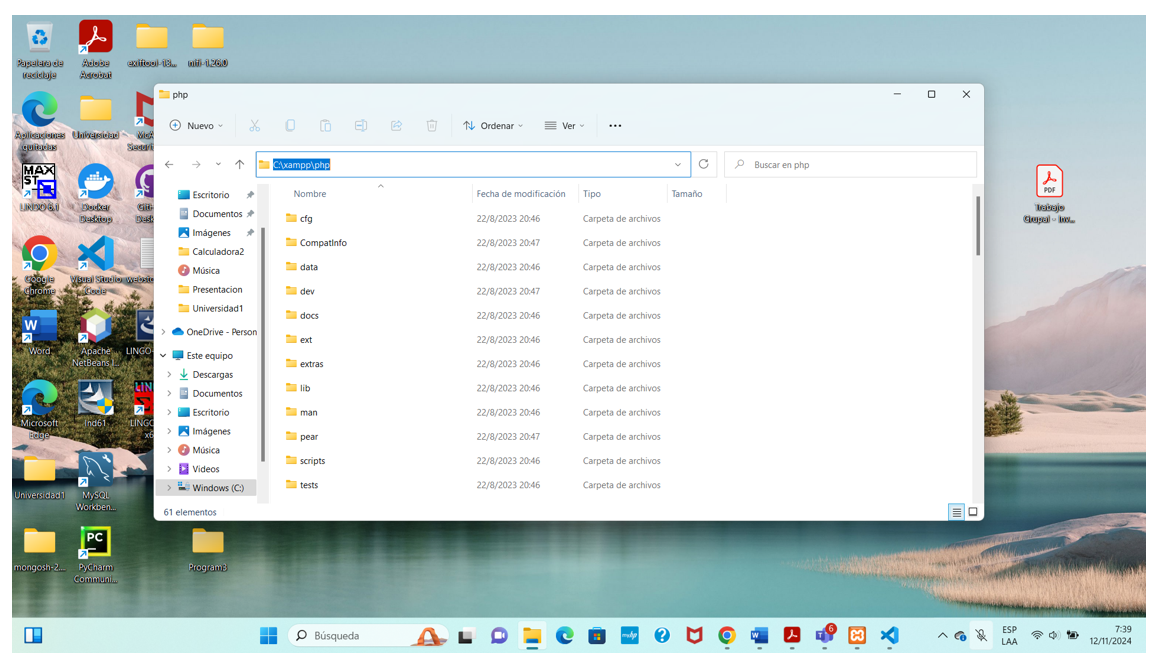 Papelera de reciclaje
Adobe Acrobat
exiftool-13...
nifi-1.26.0
Aplicaciones quitadas
Universidad
McA
Securi
LINDO 6.1
Docker Desktop
Git
Desk
Google Chrome
Visual Studio Code
websto
Word
Apache NetBeans I...
LINGO
Microsoft Edge
Ind61
LINGO
x6
Universidad1
MySQL Workben...
mongosh-2...
PyCharm Communi...
Program3
Trabajo Grupal - Inv...
PDF
php
Nuevo
Ordenar
Ver
C:\xampp\php
Buscar en php
Nombre
Fecha de modificación
Tipo
Tamaño
Escritorio
Documentos
Imágenes
Calculadora2
Música
Presentacion
Universidad1
OneDrive - Person
Este equipo
Descargas
Documentos
Escritorio
Imágenes
Música
Videos
Windows (C:)
cfg 22/8/2023 20:46 Carpeta de archivos
CompatInfo 22/8/2023 20:47 Carpeta de archivos
data 22/8/2023 20:46 Carpeta de archivos
dev 22/8/2023 20:47 Carpeta de archivos
docs 22/8/2023 20:46 Carpeta de archivos
ext 22/8/2023 20:46 Carpeta de archivos
extras 22/8/2023 20:46 Carpeta de archivos
lib 22/8/2023 20:46 Carpeta de archivos
man 22/8/2023 20:46 Carpeta de archivos
pear 22/8/2023 20:47 Carpeta de archivos
scripts 22/8/2023 20:46 Carpeta de archivos
tests 22/8/2023 20:46 Carpeta de archivos
61 elementos
Búsqueda
6
ESP
LAA
7:39
12/11/2024